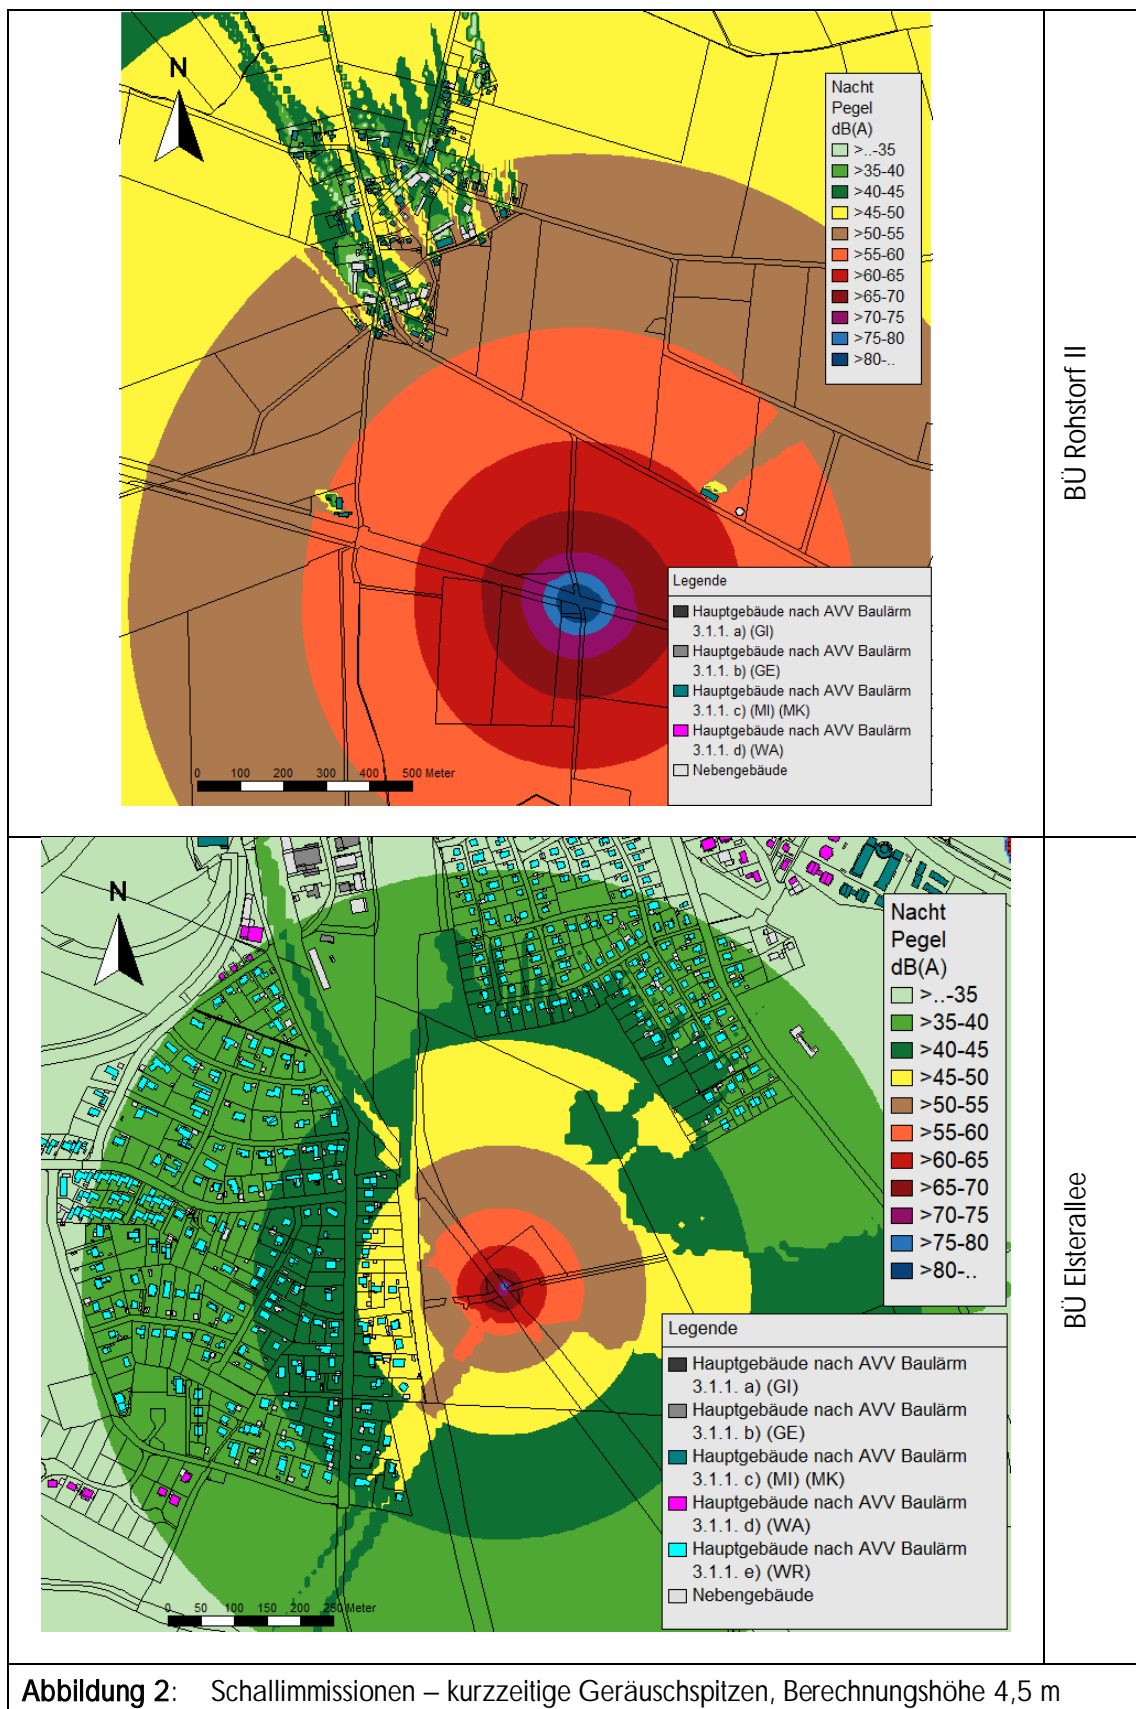 N
Nacht
Pegel
dB(A)
>..-35
>35-40
>40-45
>45-50
>50-55
>55-60
>60-65
>65-70
>70-75
>75-80
>80-..
BÜ Rohstorf II
Legende
Hauptgebäude nach AVV Baulärm
3.1.1. a) (GI)
Hauptgebäude nach AVV Baulärm
3.1.1. b) (GE)
Hauptgebäude nach AVV Baulärm
3.1.1. c) (MI) (MK)
Hauptgebäude nach AVV Baulärm
3.1.1. d) (WA)
Nebengebäude
0 100 200 300 400 500 Meter
N
Nacht
Pegel
dB(A)
>..-35
>35-40
>40-45
>45-50
>50-55
>55-60
>60-65
>65-70
>70-75
>75-80
>80-..
BÜ Elsterallee
Legende
Hauptgebäude nach AVV Baulärm
3.1.1. a) (GI)
Hauptgebäude nach AVV Baulärm
3.1.1. b) (GE)
Hauptgebäude nach AVV Baulärm
3.1.1. c) (MI) (MK)
Hauptgebäude nach AVV Baulärm
3.1.1. d) (WA)
Hauptgebäude nach AVV Baulärm
3.1.1. e) (WR)
Nebengebäude
0 50 100 150 200 250 Meter
Abbildung 2: Schallimmissionen – kurzzeitige Geräuschspitzen, Berechnungshöhe 4,5 m